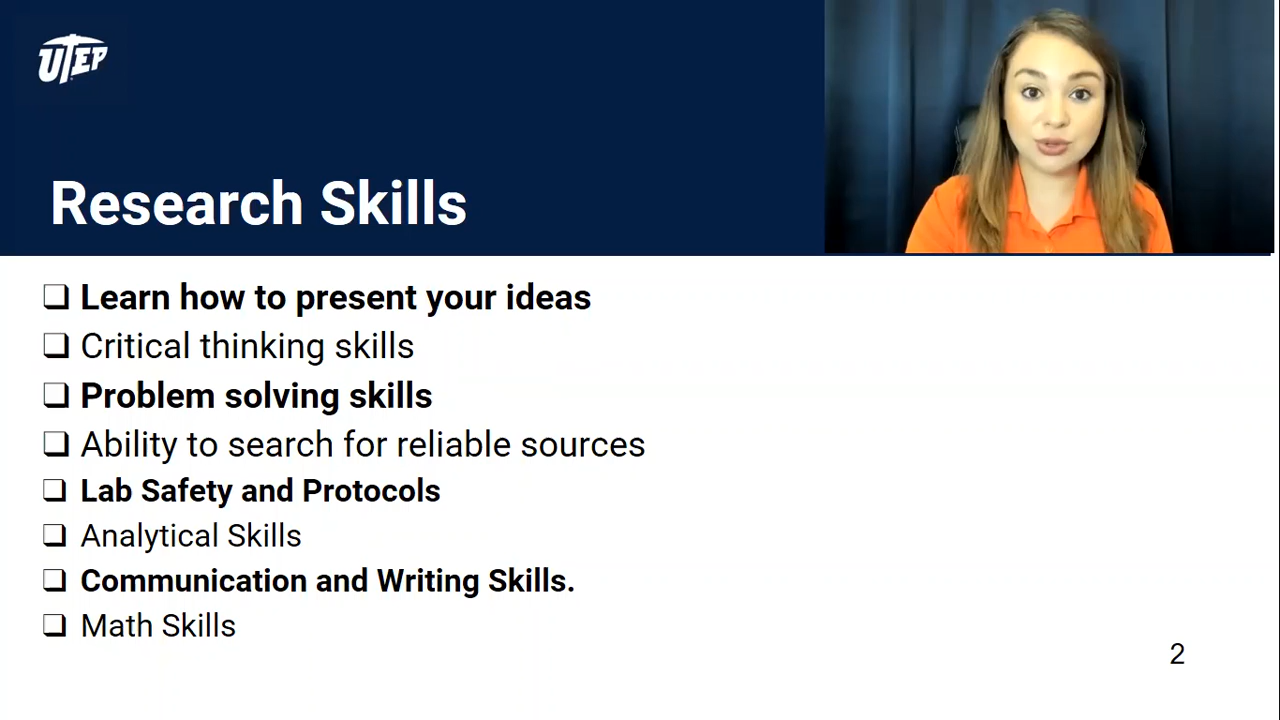 UTEP
Research Skills
❑ Learn how to present your ideas
❑ Critical thinking skills
❑ Problem solving skills
❑ Ability to search for reliable sources
❑ Lab Safety and Protocols
❑ Analytical Skills
❑ Communication and Writing Skills.
❑ Math Skills
2